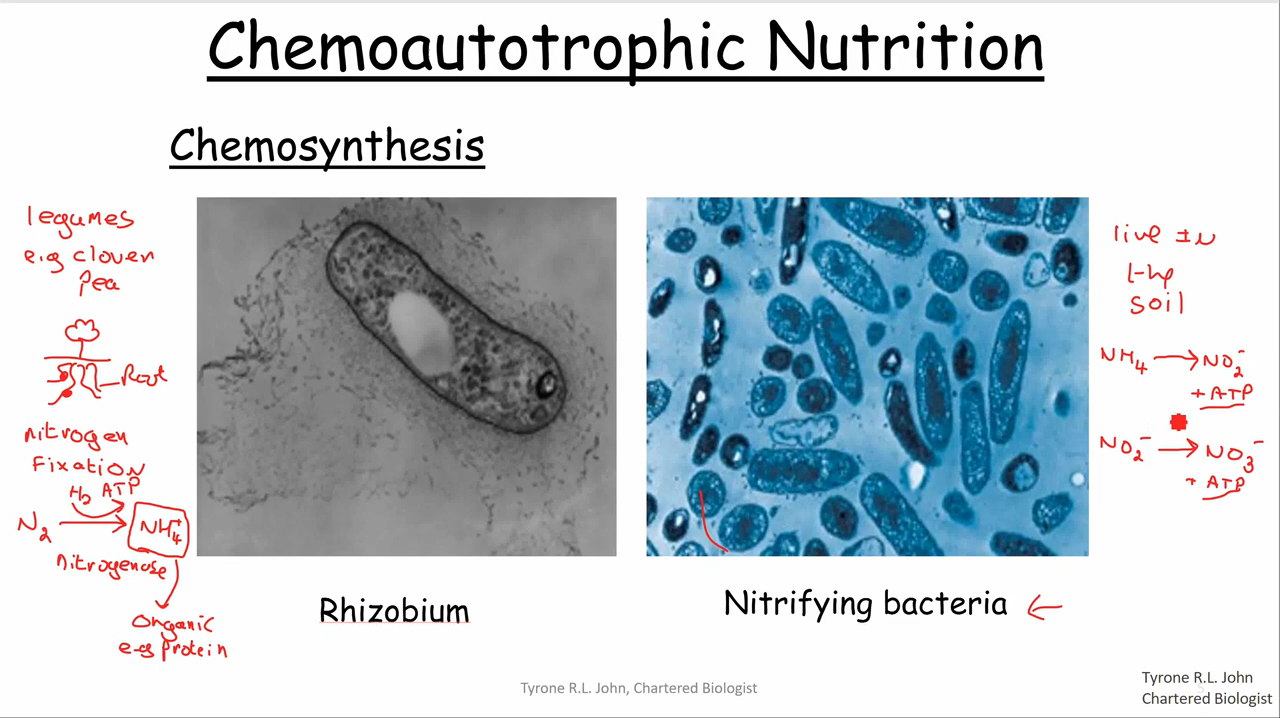 Chemoautotrophic Nutrition
Chemosynthesis
legumes
e.g clover
pea
Root
nitrogen
Fixation
H2 ATP
N2 → NH4+
nitrogenase
Organic
e.g protein
Rhizobium
live IN
the
soil
NH4 → NO2-
+ ATP
NO2- → NO3-
+ ATP
Nitrifying bacteria ←
Tyrone R.L. John, Chartered Biologist
Tyrone R.L. John
Chartered Biologist